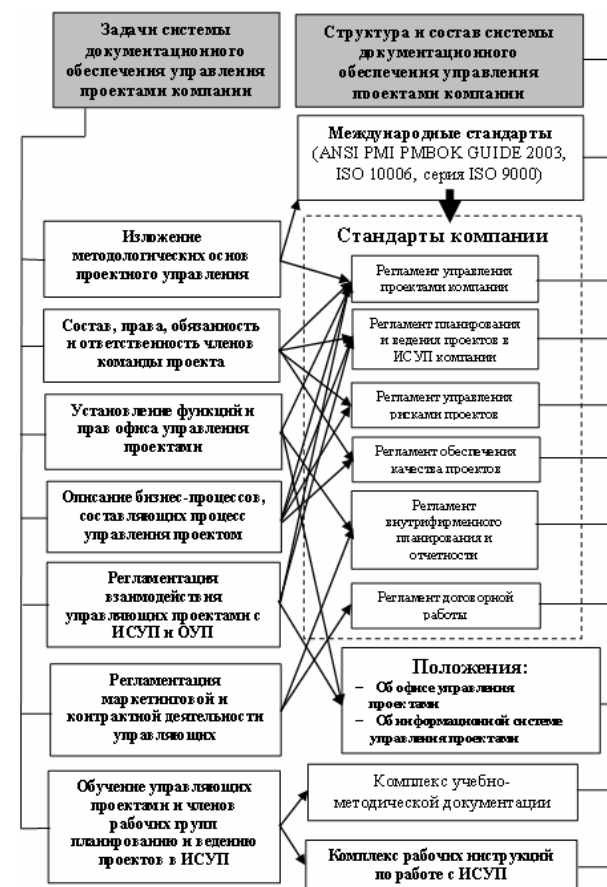 Задачи системы
документационного
обеспечения управления
проектами компании
Структура и состав системы
документационного
обеспечения управления
проектами компании
Международные стандарты
(ANSI PMI PMBOK GUIDE 2003,
ISO 10006, серия ISO 9000)
Изложение
методологических основ
проектного управления
Состав, права, обязанность
и ответственность членов
команды проекта
Установление функций и
прав офиса управления
проектами
Описание бизнес-процессов,
составляющих процесс
управления проектом
Регламентация
взаимодействия
управляющих проектами с
ИСУП и ОУП
Регламентация
маркетинговой и
контрактной деятельности
управляющих
Обучение управляющих
проектами и членов
рабочих групп
планированию и ведению
проектов в ИСУП
Стандарты компании
Регламент управления
проектами компании
Регламент планирования
и ведения проектов в
ИСУП компании
Регламент управления
рисками проектов
Регламент обеспечения
качества проектов
Регламент
внутрифирменного
планирования и
отчетности
Регламент договорной
работы
Положения:
– Об офисе управления
проектами
– Об информационной системе
управления проектами
Комплекс учебно-
методической документации
Комплекс рабочих инструкций
по работе с ИСУП